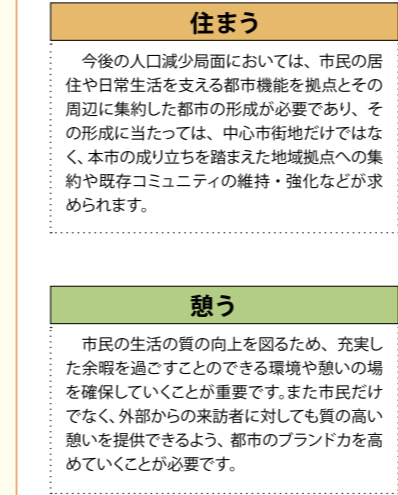 住まう
　今後の人口減少局面においては、市民の居
住や日常生活を支える都市機能を拠点とその
周辺に集約した都市の形成が必要であり、そ
の形成に当たっては、中心市街地だけではな
く、本市の成り立ちを踏まえた地域拠点への集
約や既存コミュニティの維持・強化などが求
められます。
憩う
　市民の生活の質の向上を図るため、充実し
た余暇を過ごすことのできる環境や憩いの場
を確保していくことが重要です。また市民だけ
でなく、外部からの来訪者に対しても質の高い
憩いを提供できるよう、都市のブランド力を高
めていくことが必要です。